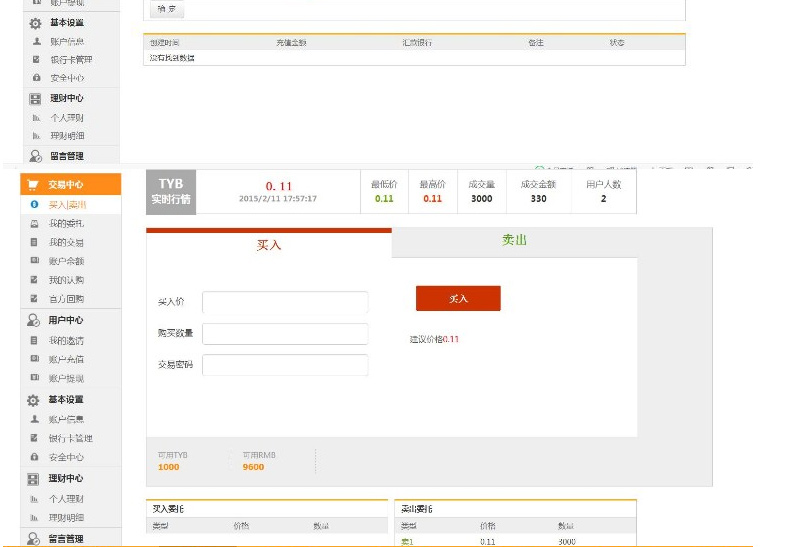 账户提现
确 定
基本设置
账户信息
银行卡管理
安全中心
创建时间 充值金额 汇款银行 备注 状态
没有找到数据
理财中心
个人理财
理财明细
留言管理
交易中心
买入|卖出
我的委托
我的交易
账户余额
我的认购
官方回购
用户中心
我的邀请
账户充值
账户提现
基本设置
账户信息
银行卡管理
安全中心
理财中心
个人理财
理财明细
留言管理
TYB
实时行情
0. 11
2015/2/11 17:57:17
最低价
0.11
最高价
0.11
成交量
3000
成交金额
330
用户人数
2
买入
卖出
买入价
购买数量
交易密码
买入
建议价格0.11
可用TYB
1000
可用RMB
9600
买入委托
类型 价格 数量
卖出委托
类型 价格 数量
卖1 0.11 3000